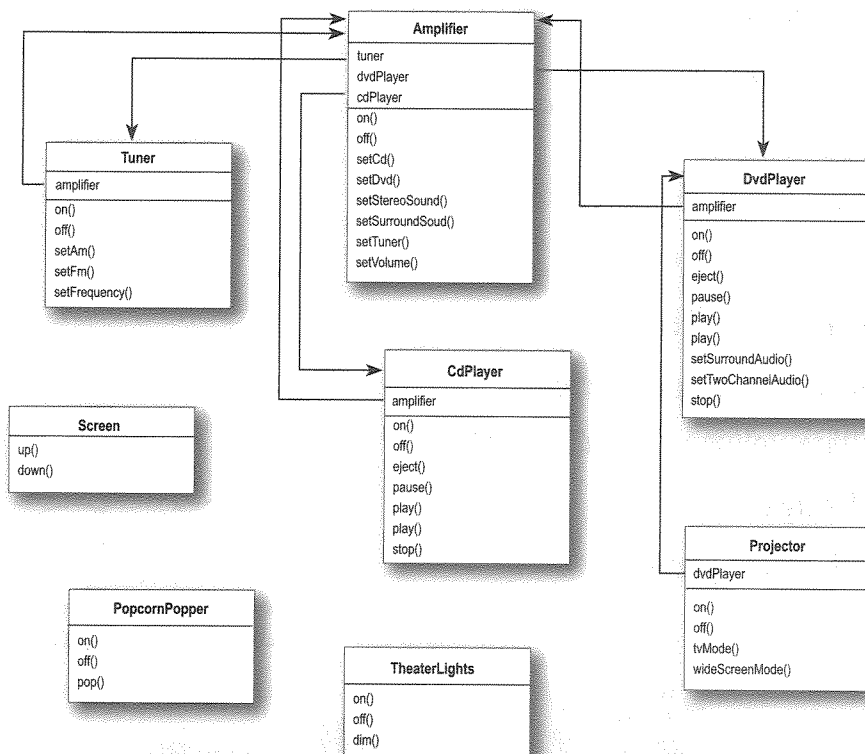 Amplifier
tuner
dvdPlayer
cdPlayer
on()
off()
setCd()
setDvd()
setStereoSound()
setSurroundSoud()
setTuner()
setVolume()
Tuner
amplifier
on()
off()
setAm()
setFm()
setFrequency()
DvdPlayer
amplifier
on()
off()
eject()
pause()
play()
play()
setSurroundAudio()
setTwoChannelAudio()
stop()
CdPlayer
amplifier
on()
off()
eject()
pause()
play()
play()
stop()
Screen
up()
down()
Projector
dvdPlayer
on()
off()
tvMode()
wideScreenMode()
PopcornPopper
on()
off()
pop()
TheaterLights
on()
off()
dim()